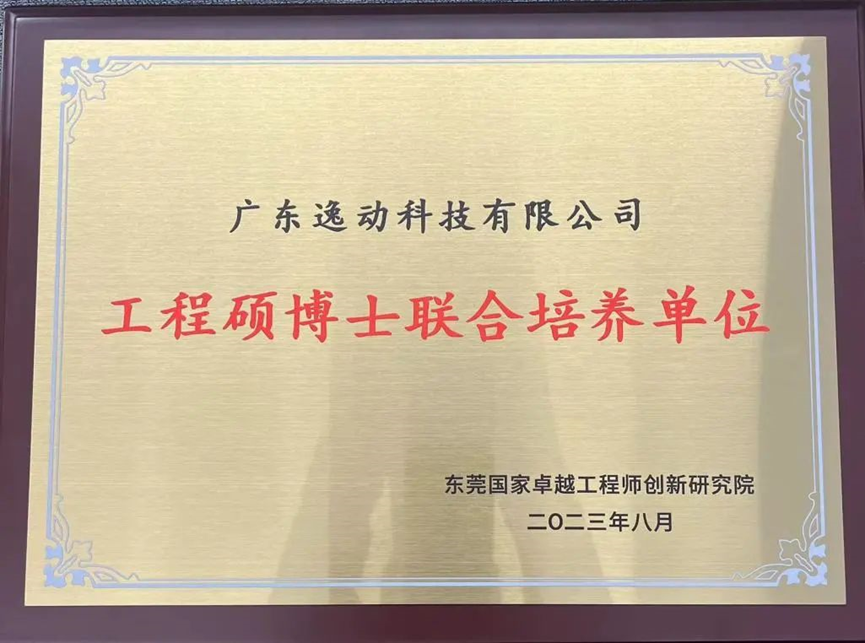 广东逸动科技有限公司
工程硕博士联合培养单位
东莞国家卓越工程师创新研究院
二〇二三年八月